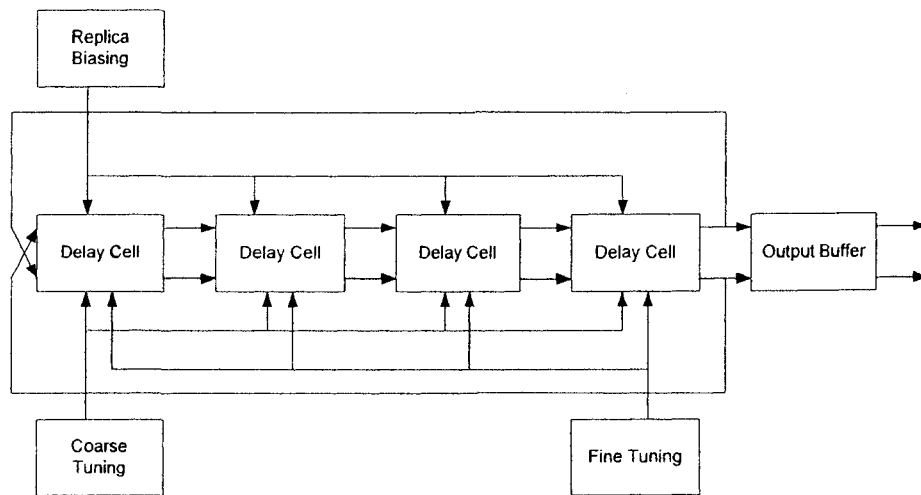 Replica
Biasing
Delay Cell
Delay Cell
Delay Cell
Delay Cell
Output Buffer
Coarse
Tuning
Fine Tuning